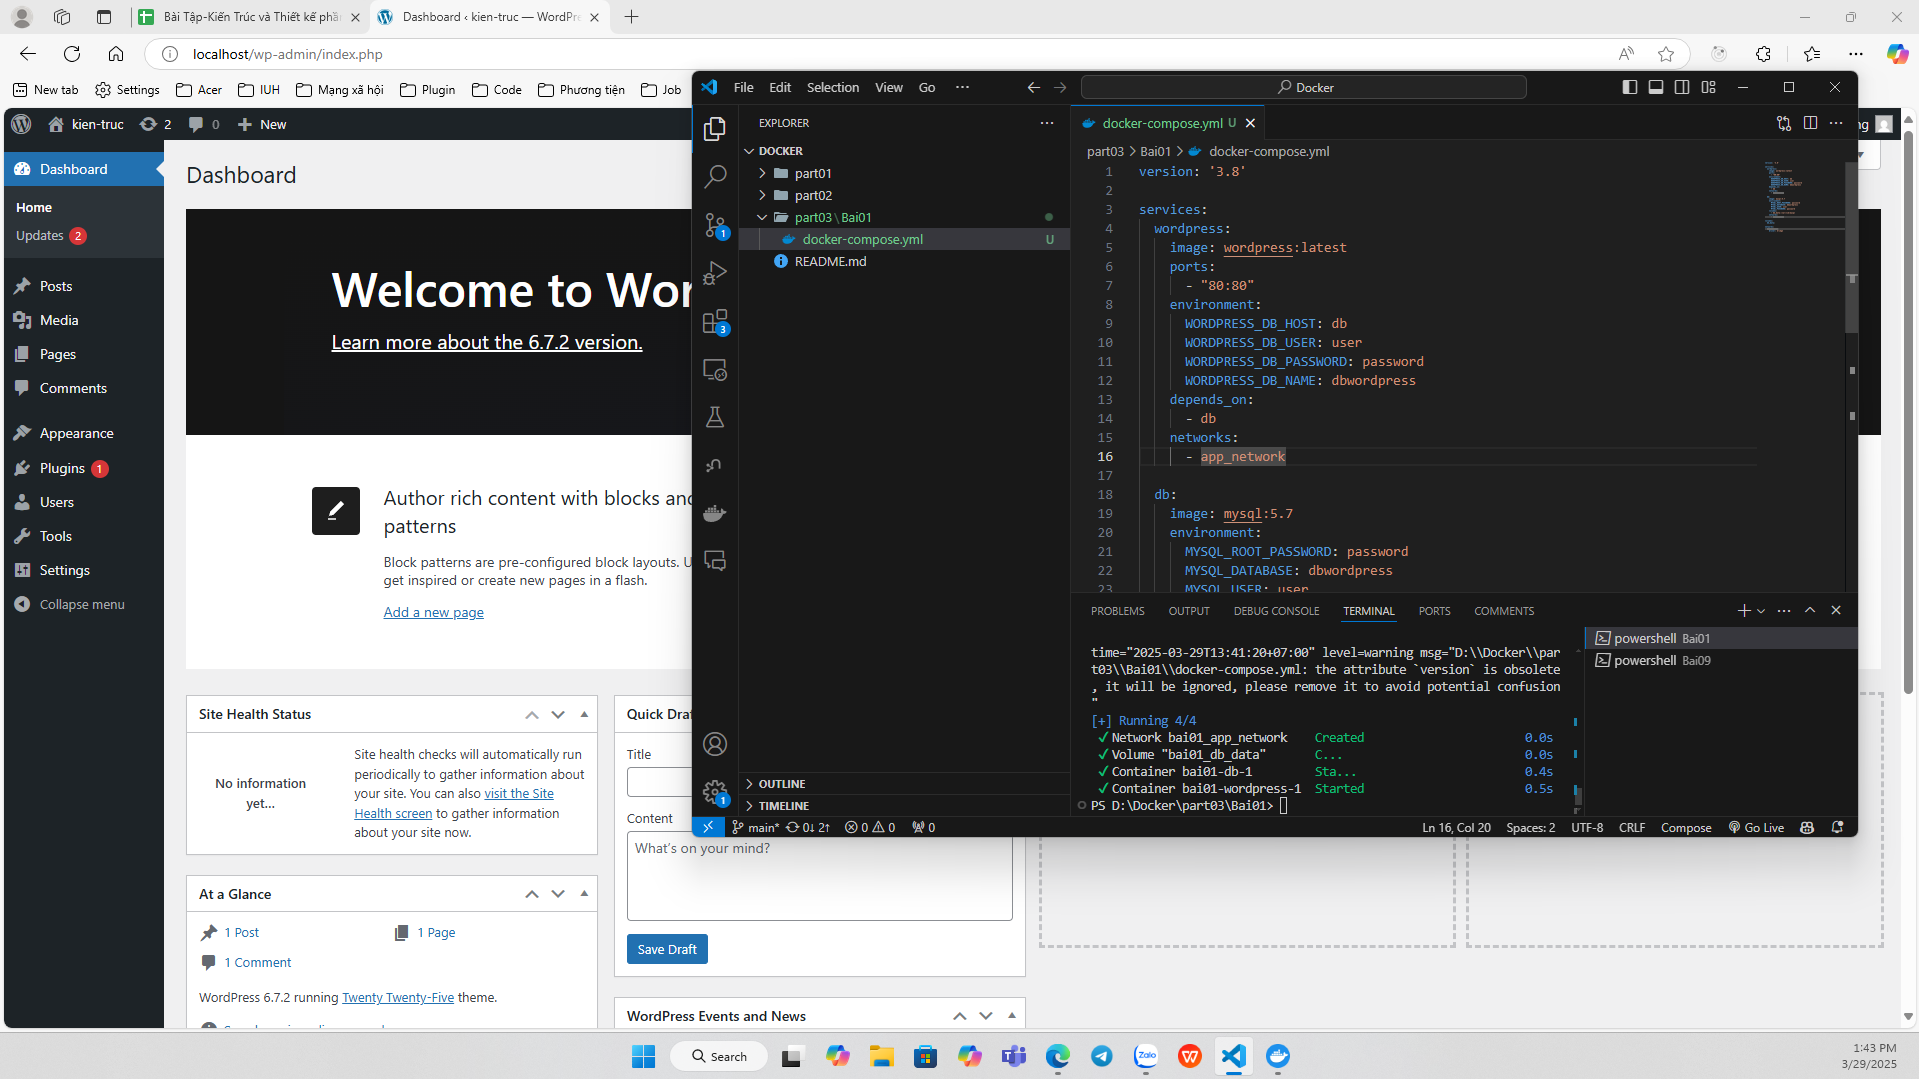 Bài Tập-Kiến Trúc và Thiết kế phầ
Dashboard ‹ kien-truc — WordPre
localhost/wp-admin/index.php
New tab
Settings
Acer
IUH
Mạng xã hội
Plugin
Code
Phương tiện
Job
kien-truc
2
0
New
Dashboard
Home
Updates 2
Posts
Media
Pages
Comments
Appearance
Plugins 1
Users
Tools
Settings
Collapse menu
Dashboard
Welcome to Wor
Learn more about the 6.7.2 version.
Author rich content with blocks and
patterns
Block patterns are pre-configured block layouts. U
get inspired or create new pages in a flash.
Add a new page
Site Health Status
No information
yet...
Site health checks will automatically run
periodically to gather information about
your site. You can also visit the Site
Health screen to gather information
about your site now.
At a Glance
1 Post
1 Page
1 Comment
WordPress 6.7.2 running Twenty Twenty-Five theme.
Quick Draf
Title
Content
What's on your mind?
Save Draft
WordPress Events and News
File Edit Selection View Go
Docker
EXPLORER
DOCKER
part01
part02
part03 \ Bai01
docker-compose.yml U
README.md
OUTLINE
TIMELINE
1
3
1
docker-compose.yml U
ng
part03 > Bai01 > docker-compose.yml
1 version: '3.8'
2
3 services:
4 wordpress:
5 image: wordpress:latest
6 ports:
7 - "80:80"
8 environment:
9 WORDPRESS_DB_HOST: db
10 WORDPRESS_DB_USER: user
11 WORDPRESS_DB_PASSWORD: password
12 WORDPRESS_DB_NAME: dbwordpress
13 depends_on:
14 - db
15 networks:
16 - app_network
17
18 db:
19 image: mysql:5.7
20 environment:
21 MYSQL_ROOT_PASSWORD: password
22 MYSQL_DATABASE: dbwordpress
23 MYSQL_USER: user
PROBLEMS OUTPUT DEBUG CONSOLE TERMINAL PORTS COMMENTS
time="2025-03-29T13:41:20+07:00" level=warning msg="D:\\Docker\\par
t03\\Bai01\\docker-compose.yml: the attribute `version` is obsolete
, it will be ignored, please remove it to avoid potential confusion
"
[+] Running 4/4
✓ Network bai01_app_network Created 0.0s
✓ Volume "bai01_db_data" C... 0.0s
✓ Container bai01-db-1 Sta... 0.4s
✓ Container bai01-wordpress-1 Started 0.5s
PS D:\Docker\part03\Bai01>
powershell Bai01
powershell Bai09
main* 0↓ 2↑ 0 0 0
Ln 16, Col 20 Spaces: 2 UTF-8 CRLF Compose Go Live
Search
Zalo
1:43 PM
3/29/2025